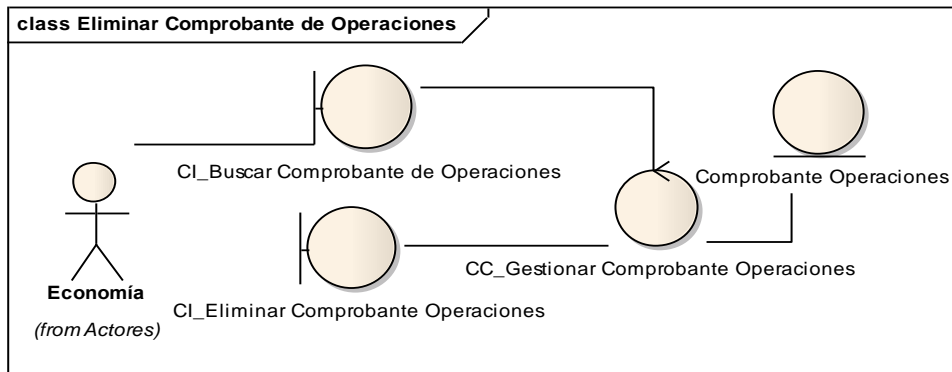 class Eliminar Comprobante de Operaciones
CI_Buscar Comprobante de Operaciones
Comprobante Operaciones
CC_Gestionar Comprobante Operaciones
Economía
CI_Eliminar Comprobante Operaciones
(from Actores)